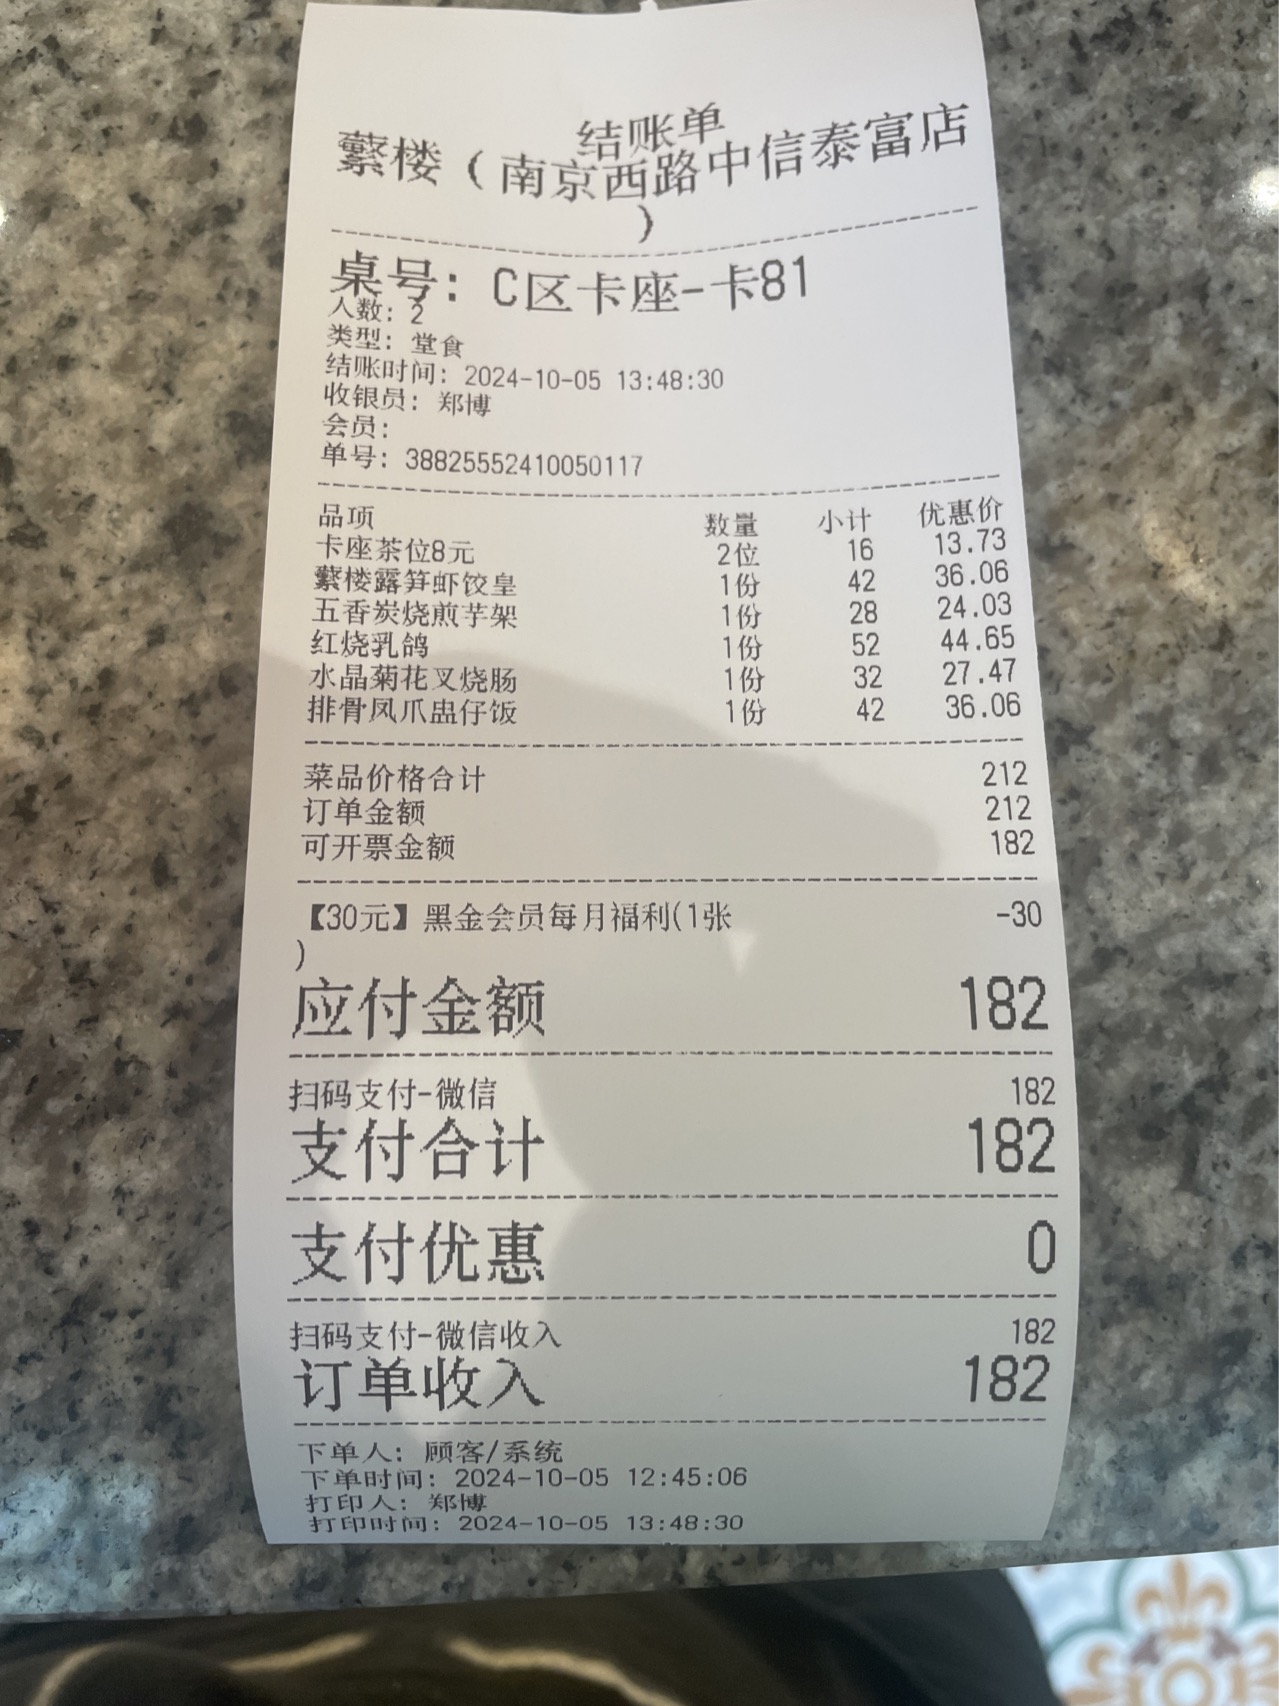 结账单
蘩楼（南京西路中信泰富店
）
桌号: C区卡座-卡81
人数: 2
类型: 堂食
结账时间: 2024-10-05 13:48:30
收银员: 郑博
会员:
单号: 38825552410050117
品项 数量 小计 优惠价
卡座茶位8元 2位 16 13.73
蘩楼露笋虾饺皇 1份 42 36.06
五香炭烧煎芋架 1份 28 24.03
红烧乳鸽 1份 52 44.65
水晶菊花叉烧肠 1份 32 27.47
排骨凤爪盅仔饭 1份 42 36.06
菜品价格合计 212
订单金额 212
可开票金额 182
【30元】黑金会员每月福利(1张 -30
)
应付金额 182
扫码支付-微信 182
支付合计 182
支付优惠 0
扫码支付-微信收入 182
订单收入 182
下单人: 顾客/系统
下单时间: 2024-10-05 12:45:06
打印人: 郑博
打印时间: 2024-10-05 13:48:30